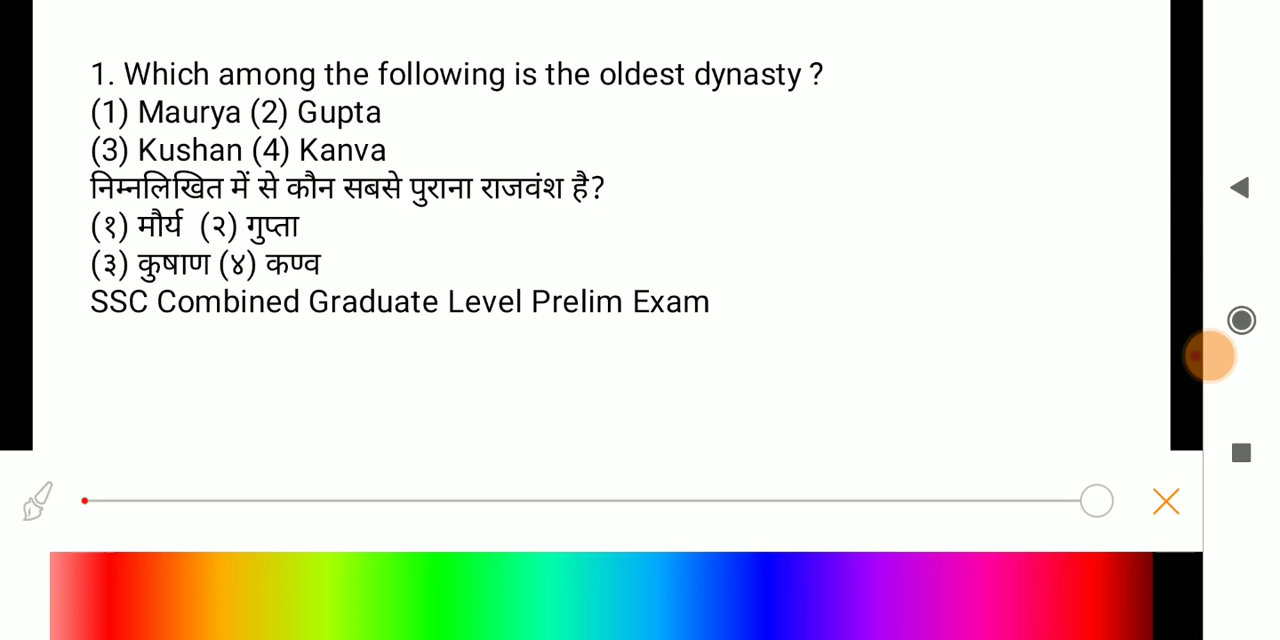 1. Which among the following is the oldest dynasty ?
(1) Maurya (2) Gupta
(3) Kushan (4) Kanva
निम्नलिखित में से कौन सबसे पुराना राजवंश है?
(१) मौर्य  (२) गुप्ता
(३) कुषाण (४) कण्व
SSC Combined Graduate Level Prelim Exam